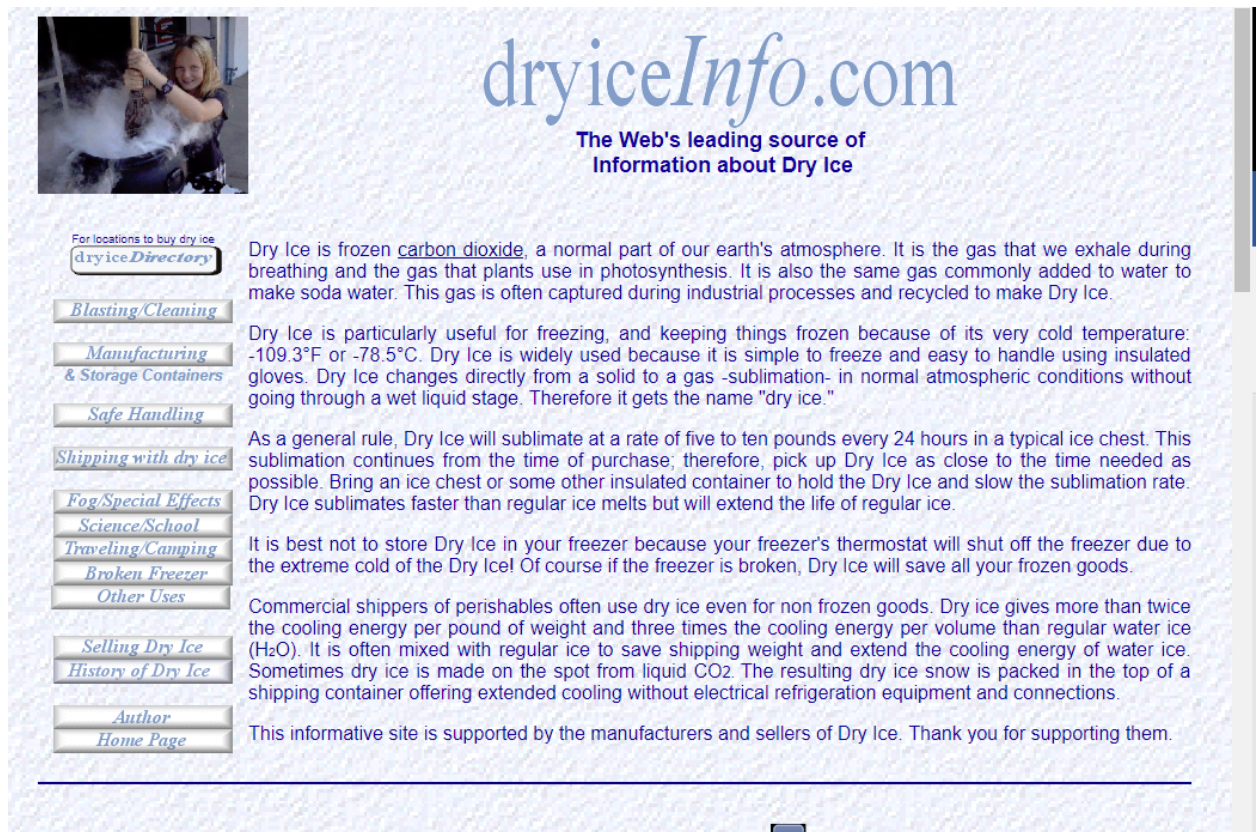 dryiceInfo.com
The Web's leading source of
Information about Dry Ice
For locations to buy dry ice
dryiceDirectory
Blasting/Cleaning
Manufacturing
& Storage Containers
Safe Handling
Shipping with dry ice
Fog/Special Effects
Science/School
Traveling/Camping
Broken Freezer
Other Uses
Selling Dry Ice
History of Dry Ice
Author
Home Page
Dry Ice is frozen carbon dioxide, a normal part of our earth's atmosphere. It is the gas that we exhale during
breathing and the gas that plants use in photosynthesis. It is also the same gas commonly added to water to
make soda water. This gas is often captured during industrial processes and recycled to make Dry Ice.
Dry Ice is particularly useful for freezing, and keeping things frozen because of its very cold temperature:
-109.3°F or -78.5°C. Dry Ice is widely used because it is simple to freeze and easy to handle using insulated
gloves. Dry Ice changes directly from a solid to a gas -sublimation- in normal atmospheric conditions without
going through a wet liquid stage. Therefore it gets the name "dry ice."
As a general rule, Dry Ice will sublimate at a rate of five to ten pounds every 24 hours in a typical ice chest. This
sublimation continues from the time of purchase; therefore, pick up Dry Ice as close to the time needed as
possible. Bring an ice chest or some other insulated container to hold the Dry Ice and slow the sublimation rate.
Dry Ice sublimates faster than regular ice melts but will extend the life of regular ice.
It is best not to store Dry Ice in your freezer because your freezer's thermostat will shut off the freezer due to
the extreme cold of the Dry Ice! Of course if the freezer is broken, Dry Ice will save all your frozen goods.
Commercial shippers of perishables often use dry ice even for non frozen goods. Dry ice gives more than twice
the cooling energy per pound of weight and three times the cooling energy per volume than regular water ice
(H2O). It is often mixed with regular ice to save shipping weight and extend the cooling energy of water ice.
Sometimes dry ice is made on the spot from liquid CO2. The resulting dry ice snow is packed in the top of a
shipping container offering extended cooling without electrical refrigeration equipment and connections.
This informative site is supported by the manufacturers and sellers of Dry Ice. Thank you for supporting them.